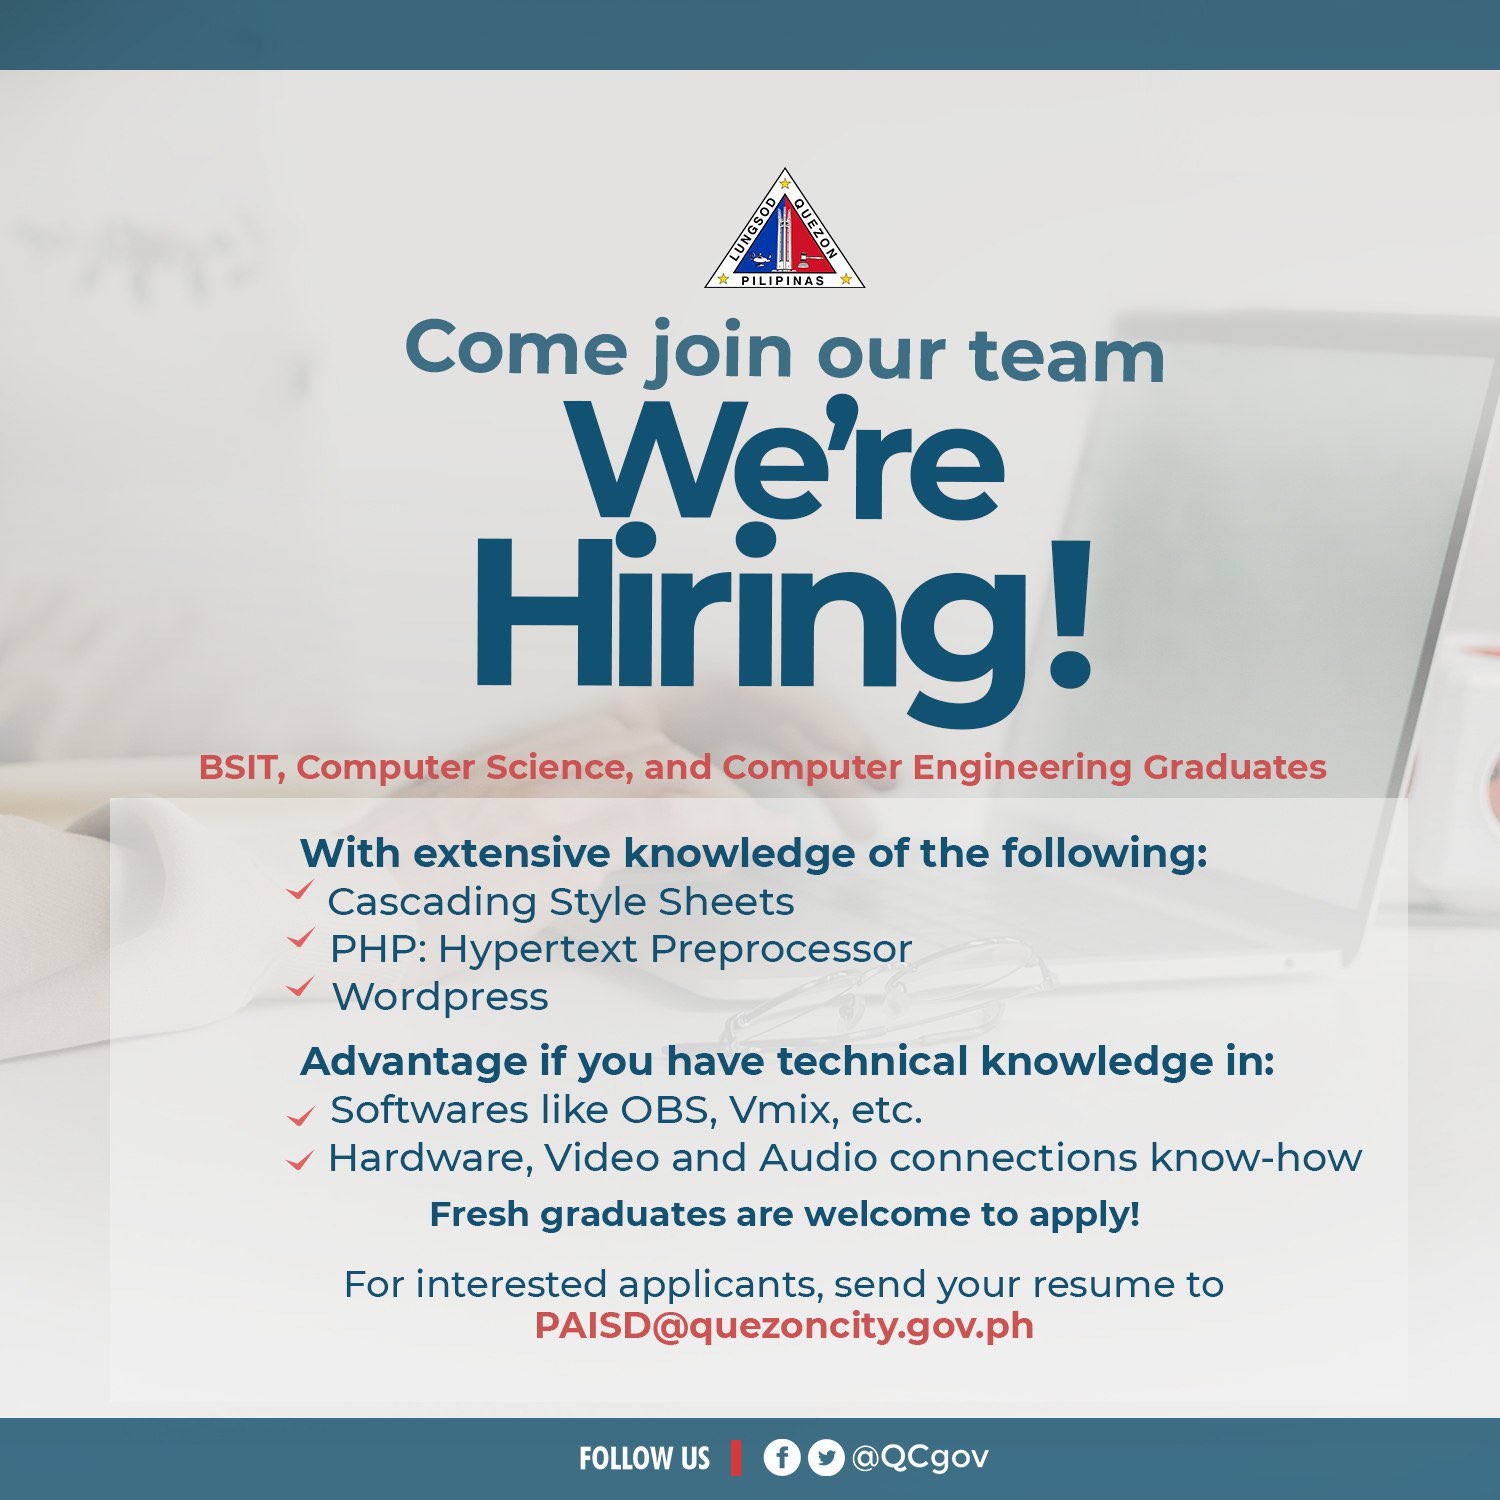 LUNGSOD QUEZON
PILIPINAS
Come join our team
We're
Hiring!
BSIT, Computer Science, and Computer Engineering Graduates
With extensive knowledge of the following:
Cascading Style Sheets
PHP: Hypertext Preprocessor
Wordpress
Advantage if you have technical knowledge in:
Softwares like OBS, Vmix, etc.
Hardware, Video and Audio connections know-how
Fresh graduates are welcome to apply!
For interested applicants, send your resume to
PAISD@quezoncity.gov.ph
FOLLOW US @QCgov